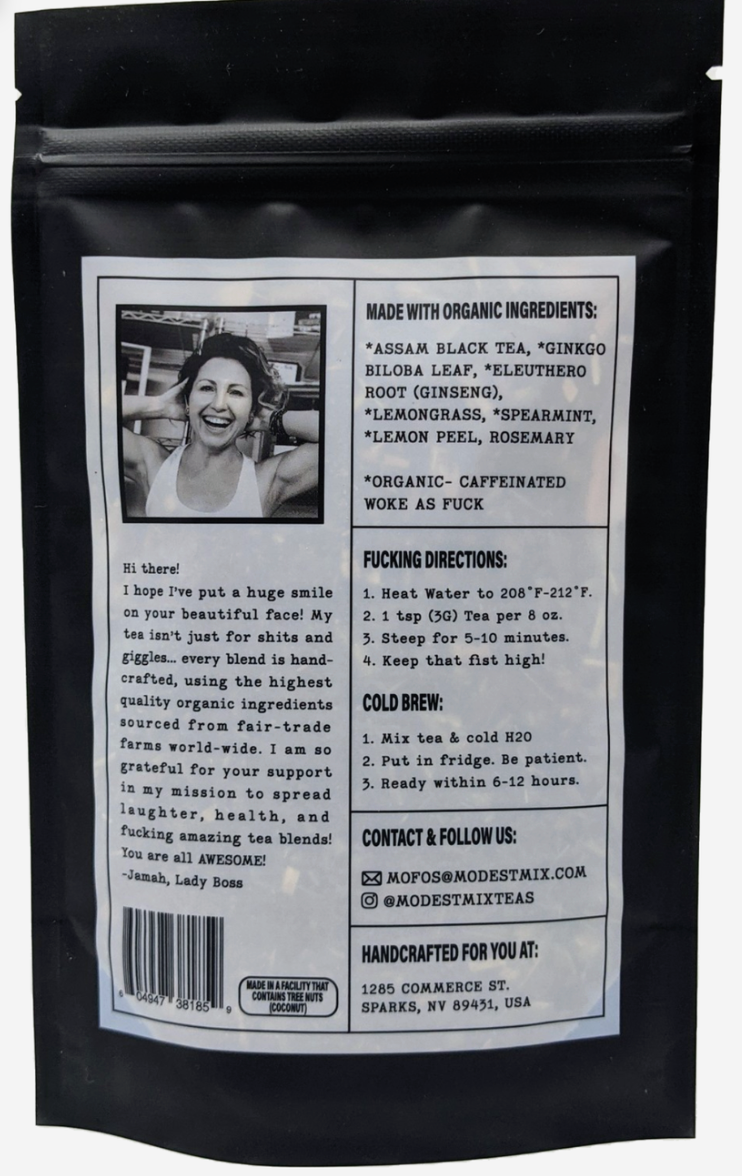 Hi there!
I hope I've put a huge smile
on your beautiful face! My
tea isn't just for shits and
giggles... every blend is hand-
crafted, using the highest
quality organic ingredients
sourced from fair-trade
farms world-wide. I am so
grateful for your support
in my mission to spread
laughter, health, and
fucking amazing tea blends!
You are all AWESOME!
-Jamah, Lady Boss
6 04947 38185 9
MADE IN A FACILITY THAT
CONTAINS TREE NUTS
(COCONUT)
MADE WITH ORGANIC INGREDIENTS:
*ASSAM BLACK TEA, *GINKGO
BILOBA LEAF, *ELEUTHERO
ROOT (GINSENG),
*LEMONGRASS, *SPEARMINT,
*LEMON PEEL, ROSEMARY
*ORGANIC- CAFFEINATED
WOKE AS FUCK
FUCKING DIRECTIONS:
1. Heat Water to 208°F-212°F.
2. 1 tsp (3G) Tea per 8 oz.
3. Steep for 5-10 minutes.
4. Keep that fist high!
COLD BREW:
1. Mix tea & cold H2O
2. Put in fridge. Be patient.
3. Ready within 6-12 hours.
CONTACT & FOLLOW US:
MOFOS@MODESTMIX.COM
@MODESTMIXTEAS
HANDCRAFTED FOR YOU AT:
1285 COMMERCE ST.
SPARKS, NV 89431, USA